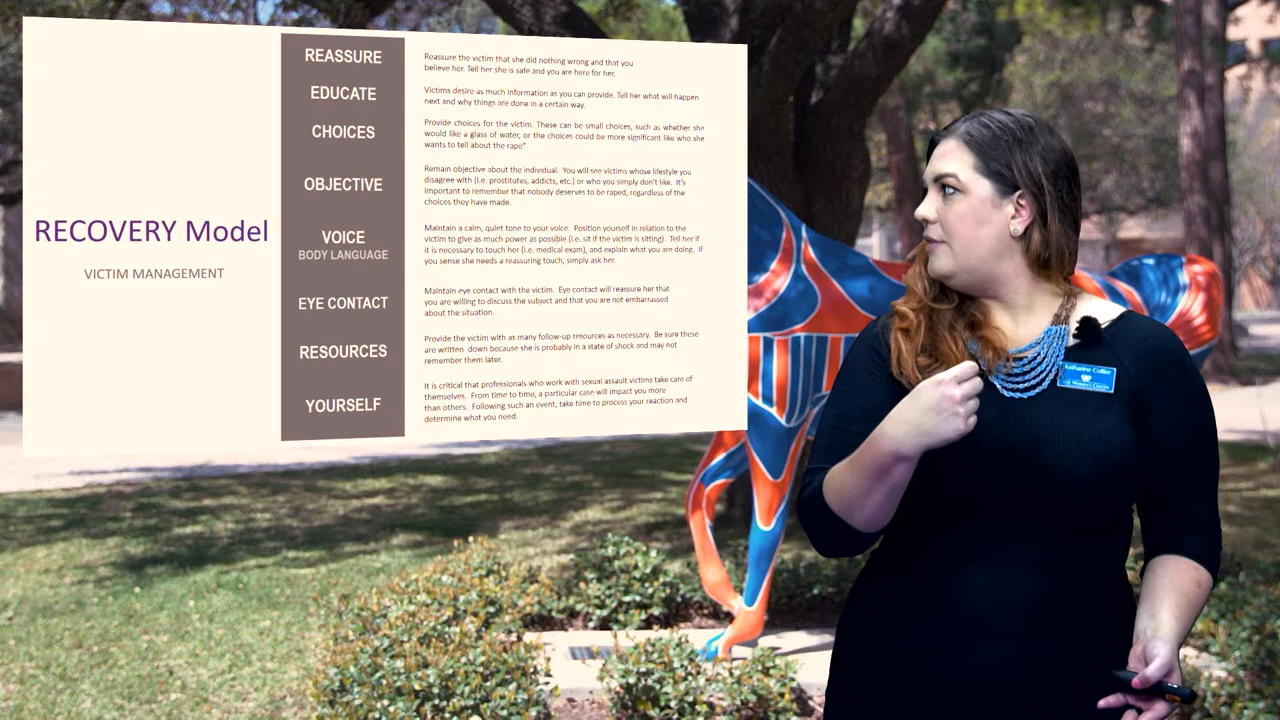 RECOVERY Model
VICTIM MANAGEMENT
REASSURE
Reassure the victim that she did nothing wrong and that you
believe her. Tell her she is safe and you are here for her.
EDUCATE
Victims desire as much information as you can provide. Tell her what will happen
next and why things are done in a certain way.
CHOICES
Provide choices for the victim. These can be small choices, such as whether she
would like a glass of water, or the choices could be more significant like who she
wants to tell about the rape"
OBJECTIVE
Remain objective about the individual. You will see victims whose lifestyle you
disagree with (i.e. prostitutes, addicts, etc.) or who you simply don't like. It's
important to remember that nobody deserves to be raped, regardless of the
choices they have made.
VOICE
BODY LANGUAGE
Maintain a calm, quiet tone to your voice. Position yourself in relation to the
victim to give as much power as possible (i.e. sit if the victim is sitting). Tell her if
it is necessary to touch her (i.e. medical exam), and explain what you are doing. If
you sense she needs a reassuring touch, simply ask her.
EYE CONTACT
Maintain eye contact with the victim. Eye contact will reassure her that
you are willing to discuss the subject and that you are not embarrassed
about the situation.
RESOURCES
Provide the victim with as many follow-up resources as necessary. Be sure these
are written down because she is probably in a state of shock and may not
remember them later.
YOURSELF
It is critical that professionals who work with sexual assault victims take care of
themselves. From time to time, a particular case will impact you more
than others. Following such an event, take time to process your reaction and
determine what you need.
Katharine Collier
The Women's Center